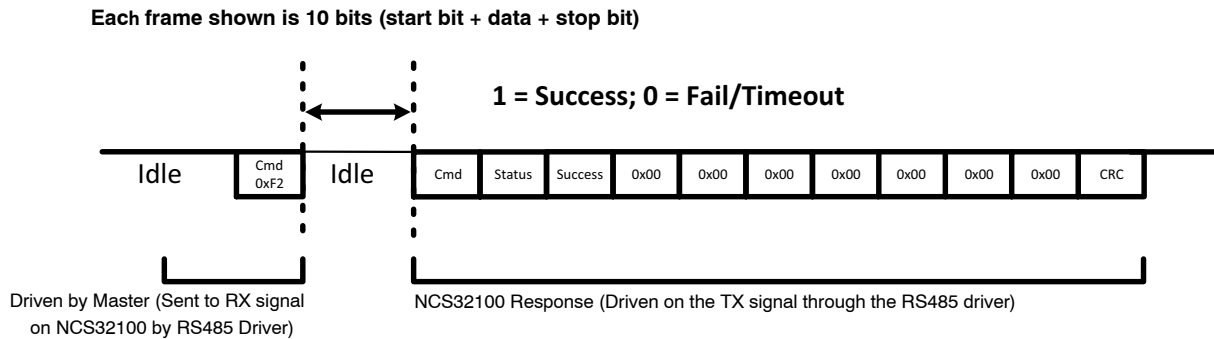 Each frame shown is 10 bits (start bit + data + stop bit)
1 = Success; 0 = Fail/Timeout
Idle
Cmd
0xF2
Idle
Cmd
Status
Success
0x00
0x00
0x00
0x00
0x00
0x00
0x00
CRC
Driven by Master (Sent to RX signal
on NCS32100 by RS485 Driver)
NCS32100 Response (Driven on the TX signal through the RS485 driver)